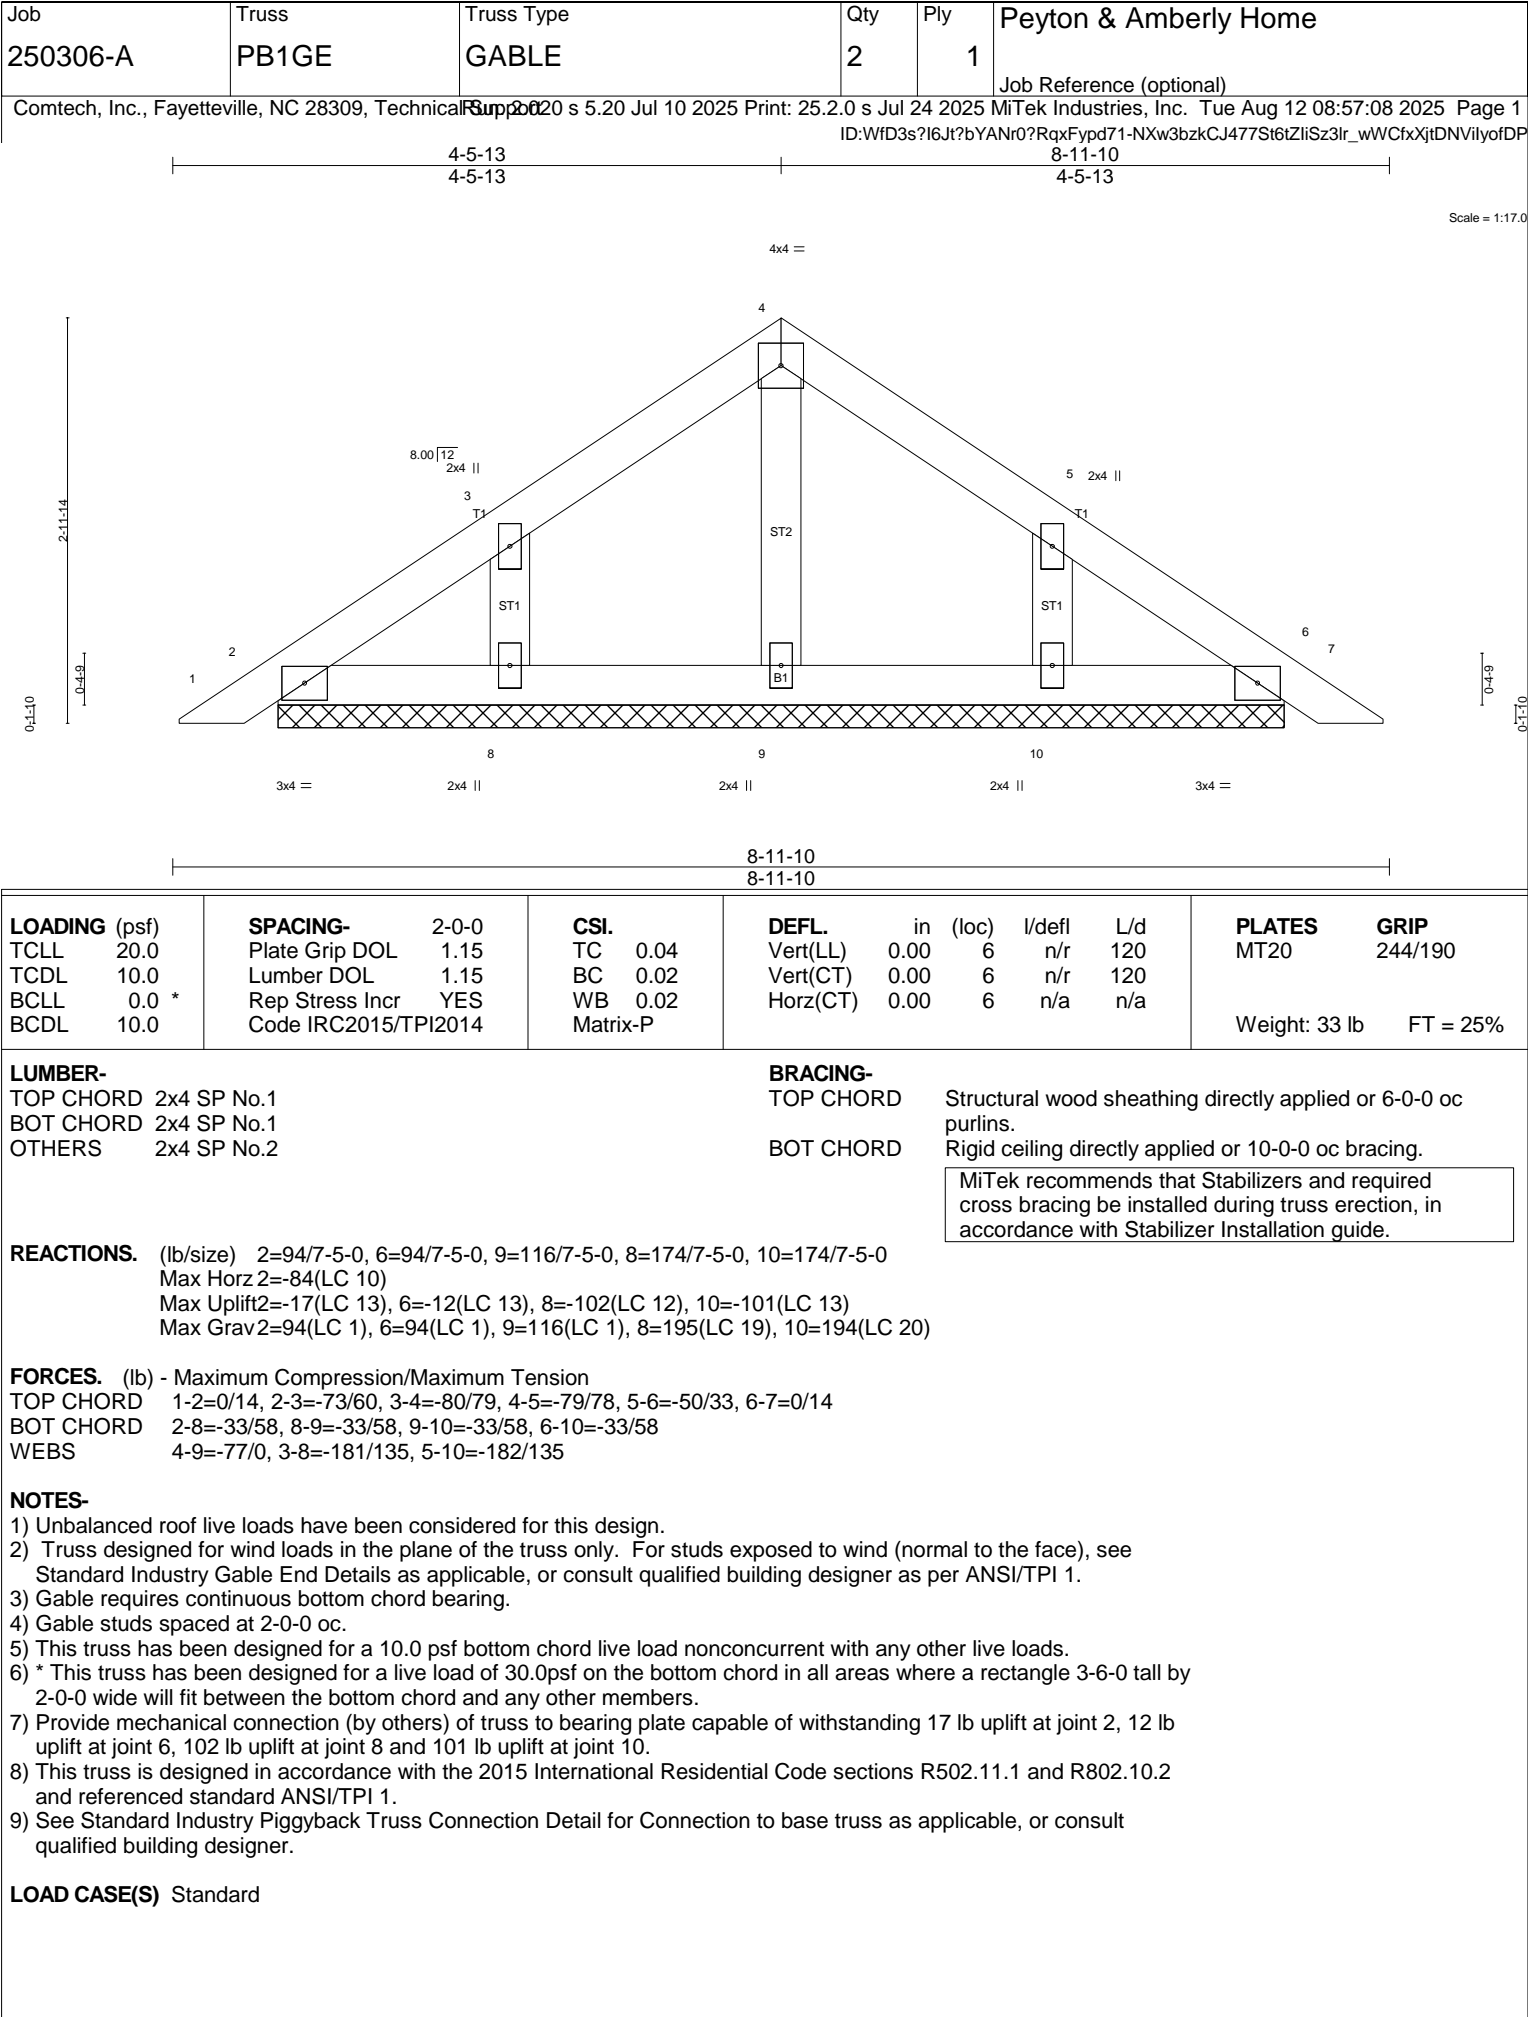 Job Truss Truss Type Qty Ply Peyton & Amberly Home
250306-A PB1GE GABLE 2 1
Job Reference (optional)
Comtech, Inc., Fayetteville, NC 28309, Technical Support Run: 2.020 s 5.20 Jul 10 2025 Print: 25.2.0 s Jul 24 2025 MiTek Industries, Inc. Tue Aug 12 08:57:08 2025 Page 1
ID:WfD3s?I6Jt?bYANr0?RqxFypd71-NXw3bzkCJ477St6tZIiSz3lr_wWCfxXjtDNViIyofDP
4-5-13 8-11-10
4-5-13 4-5-13
Scale = 1:17.0
4x4 =
4
8.00 12
2x4 ||
5 2x4 ||
3
T1 T1
2-11-14
ST2
ST1 ST1
6
2 7
1
0-4-9 0-4-9
B1
0-1-10 0-1-10
8 9 10
3x4 = 2x4 || 2x4 || 2x4 || 3x4 =
8-11-10
8-11-10
LOADING (psf) SPACING- 2-0-0 CSI. DEFL. in (loc) l/defl L/d PLATES GRIP
TCLL 20.0 Plate Grip DOL 1.15 TC 0.04 Vert(LL) 0.00 6 n/r 120 MT20 244/190
TCDL 10.0 Lumber DOL 1.15 BC 0.02 Vert(CT) 0.00 6 n/r 120
BCLL 0.0 * Rep Stress Incr YES WB 0.02 Horz(CT) 0.00 6 n/a n/a
BCDL 10.0 Code IRC2015/TPI2014 Matrix-P Weight: 33 lb FT = 25%
LUMBER- BRACING-
TOP CHORD 2x4 SP No.1 TOP CHORD Structural wood sheathing directly applied or 6-0-0 oc
BOT CHORD 2x4 SP No.1 purlins.
OTHERS 2x4 SP No.2 BOT CHORD Rigid ceiling directly applied or 10-0-0 oc bracing.
MiTek recommends that Stabilizers and required
cross bracing be installed during truss erection, in
accordance with Stabilizer Installation guide.
REACTIONS. (lb/size) 2=94/7-5-0, 6=94/7-5-0, 9=116/7-5-0, 8=174/7-5-0, 10=174/7-5-0
Max Horz 2=-84(LC 10)
Max Uplift2=-17(LC 13), 6=-12(LC 13), 8=-102(LC 12), 10=-101(LC 13)
Max Grav 2=94(LC 1), 6=94(LC 1), 9=116(LC 1), 8=195(LC 19), 10=194(LC 20)
FORCES. (lb) - Maximum Compression/Maximum Tension
TOP CHORD 1-2=0/14, 2-3=-73/60, 3-4=-80/79, 4-5=-79/78, 5-6=-50/33, 6-7=0/14
BOT CHORD 2-8=-33/58, 8-9=-33/58, 9-10=-33/58, 6-10=-33/58
WEBS 4-9=-77/0, 3-8=-181/135, 5-10=-182/135
NOTES-
1) Unbalanced roof live loads have been considered for this design.
2) Truss designed for wind loads in the plane of the truss only. For studs exposed to wind (normal to the face), see
Standard Industry Gable End Details as applicable, or consult qualified building designer as per ANSI/TPI 1.
3) Gable requires continuous bottom chord bearing.
4) Gable studs spaced at 2-0-0 oc.
5) This truss has been designed for a 10.0 psf bottom chord live load nonconcurrent with any other live loads.
6) * This truss has been designed for a live load of 30.0psf on the bottom chord in all areas where a rectangle 3-6-0 tall by
2-0-0 wide will fit between the bottom chord and any other members.
7) Provide mechanical connection (by others) of truss to bearing plate capable of withstanding 17 lb uplift at joint 2, 12 lb
uplift at joint 6, 102 lb uplift at joint 8 and 101 lb uplift at joint 10.
8) This truss is designed in accordance with the 2015 International Residential Code sections R502.11.1 and R802.10.2
and referenced standard ANSI/TPI 1.
9) See Standard Industry Piggyback Truss Connection Detail for Connection to base truss as applicable, or consult
qualified building designer.
LOAD CASE(S) Standard